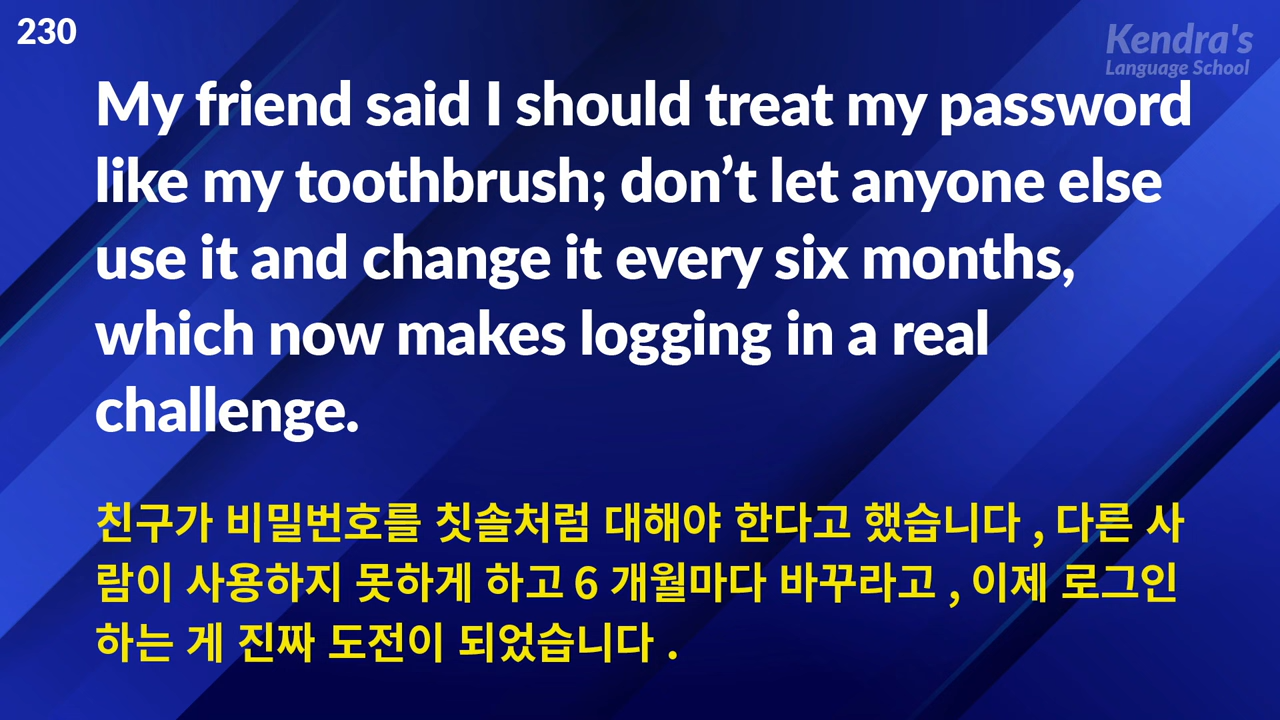 230
Kendra's
Language School
My friend said I should treat my password
like my toothbrush; don’t let anyone else
use it and change it every six months,
which now makes logging in a real
challenge.
친구가 비밀번호를 칫솔처럼 대해야 한다고 했습니다 , 다른 사
람이 사용하지 못하게 하고 6 개월마다 바꾸라고 , 이제 로그인
하는 게 진짜 도전이 되었습니다 .